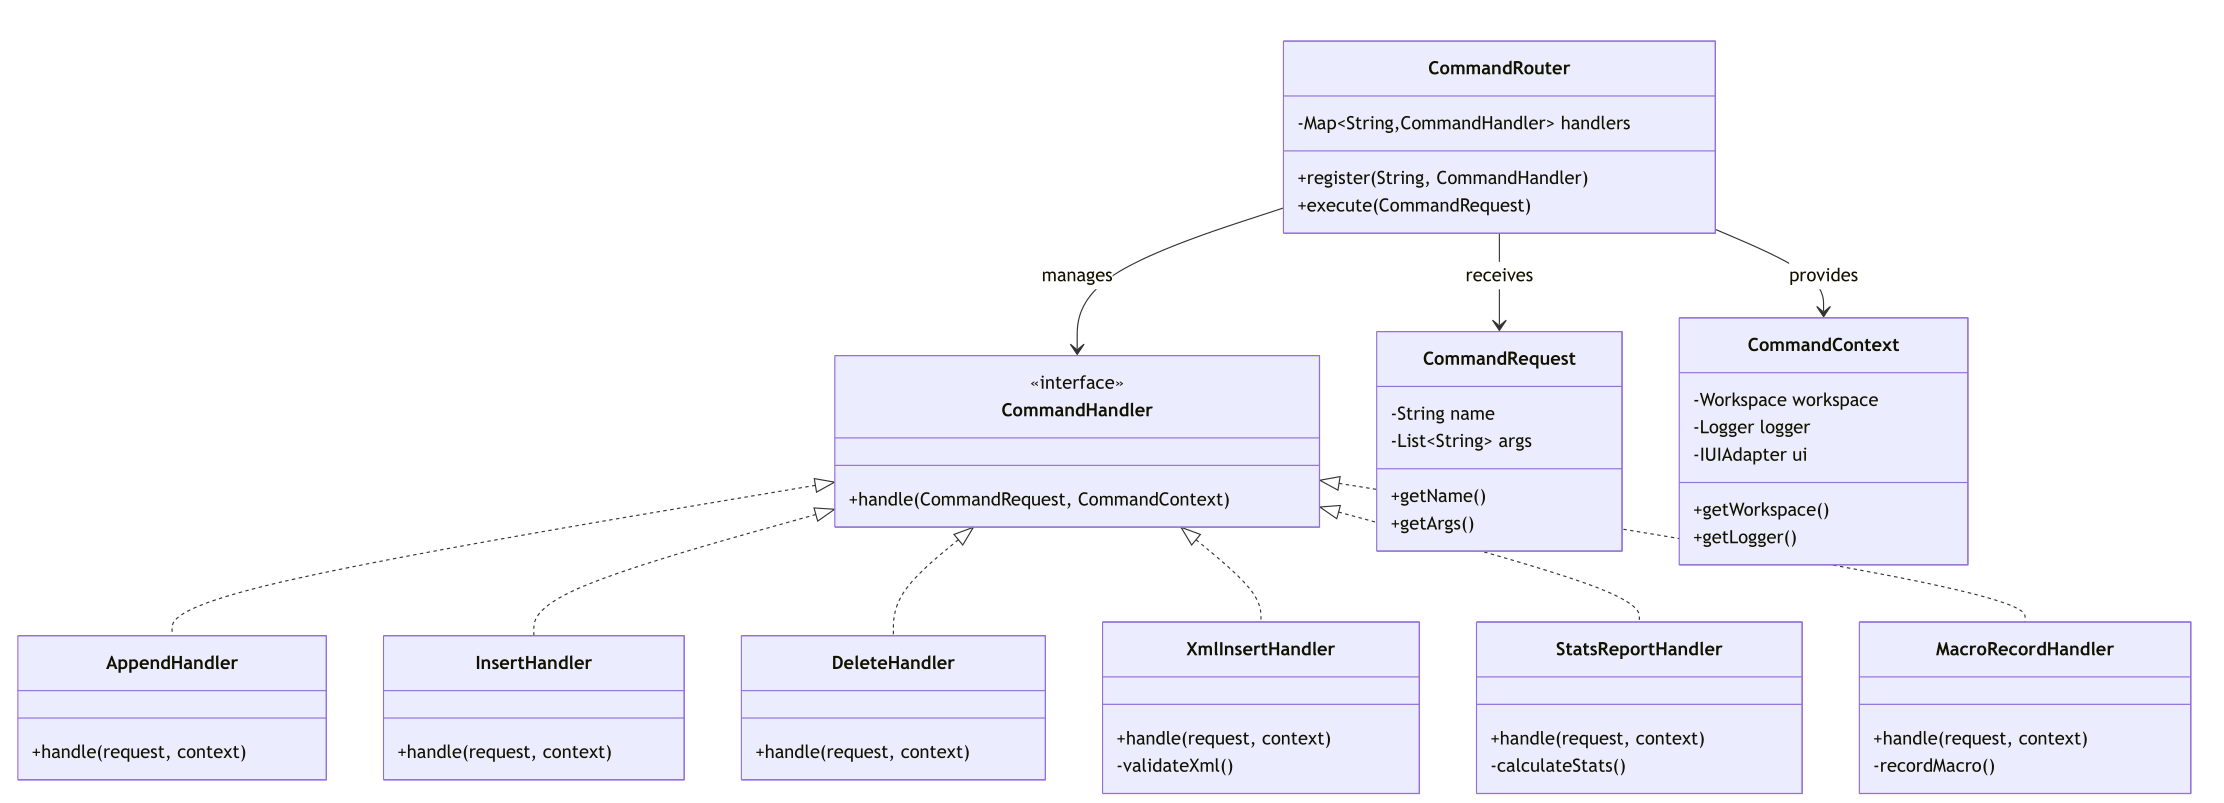 CommandRouter
-Map<String,CommandHandler> handlers
+register(String, CommandHandler)
+execute(CommandRequest)
manages
receives
provides
«interface»
CommandHandler
+handle(CommandRequest, CommandContext)
CommandRequest
-String name
-List<String> args
+getName()
+getArgs()
CommandContext
-Workspace workspace
-Logger logger
-IUIAdapter ui
+getWorkspace()
+getLogger()
AppendHandler
+handle(request, context)
InsertHandler
+handle(request, context)
DeleteHandler
+handle(request, context)
XmlInsertHandler
+handle(request, context)
-validateXml()
StatsReportHandler
+handle(request, context)
-calculateStats()
MacroRecordHandler
+handle(request, context)
-recordMacro()